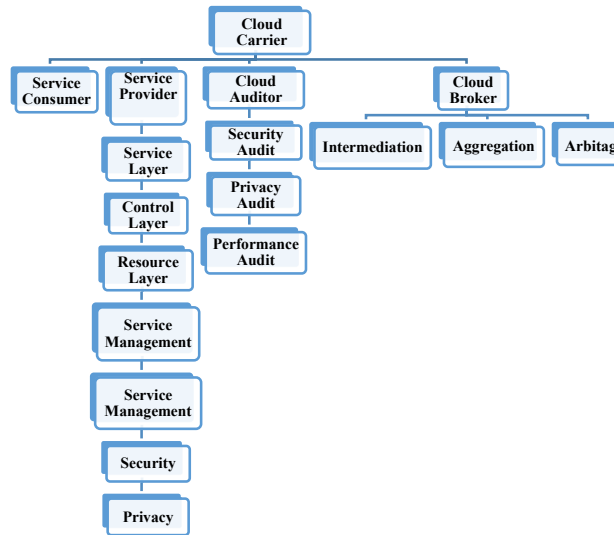 Cloud
Carrier
Service
Consumer
Service
Provider
Cloud
Auditor
Cloud
Broker
Service
Layer
Control
Layer
Resource
Layer
Service
Management
Service
Management
Security
Privacy
Security
Audit
Privacy
Audit
Performance
Audit
Intermediation
Aggregation
Arbitag